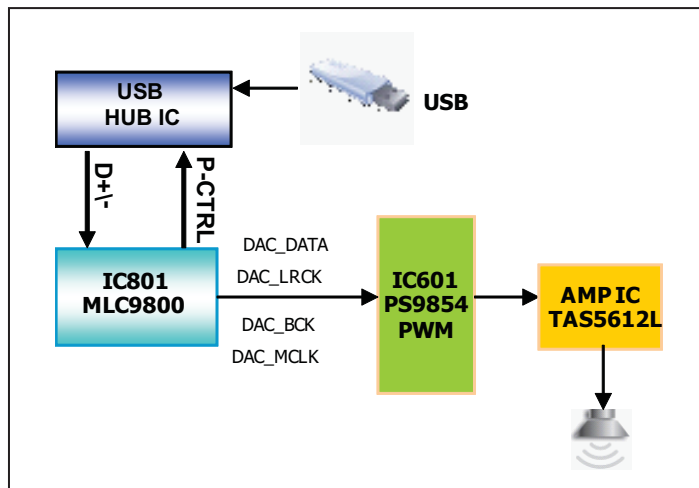 USB
HUB IC
USB
D+\-
P-CTRL
IC801
MLC9800
DAC_DATA
DAC_LRCK
DAC_BCK
DAC_MCLK
IC601
PS9854
PWM
AMP IC
TAS5612L